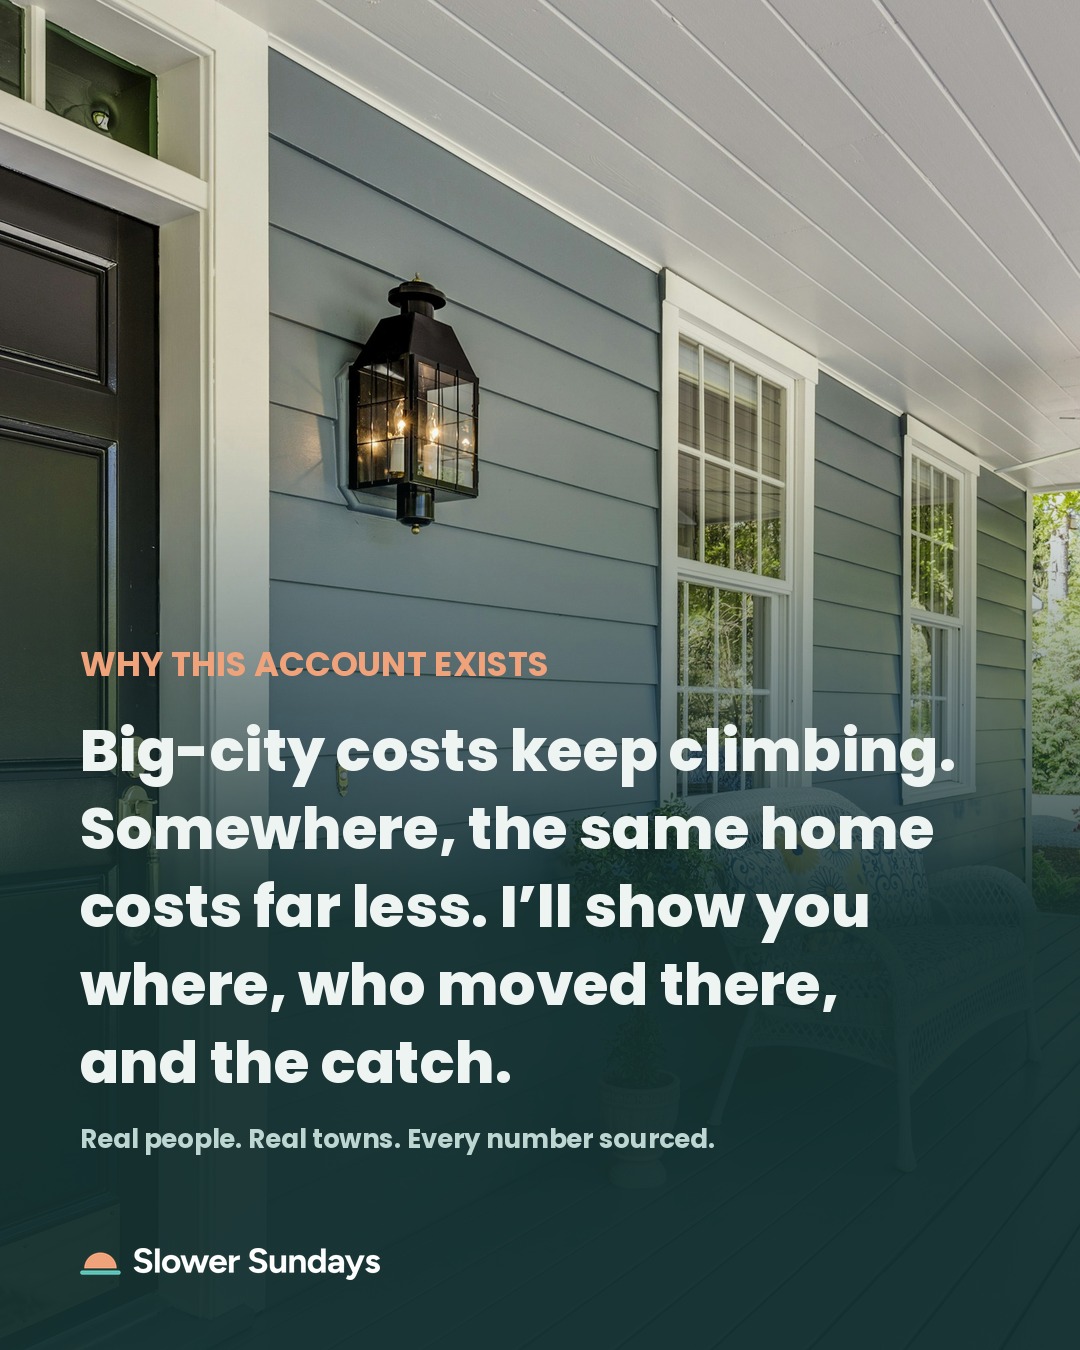 WHY THIS ACCOUNT EXISTS
Big-city costs keep climbing.
Somewhere, the same home
costs far less. I’ll show you
where, who moved there,
and the catch.
Real people. Real towns. Every number sourced.
Slower Sundays